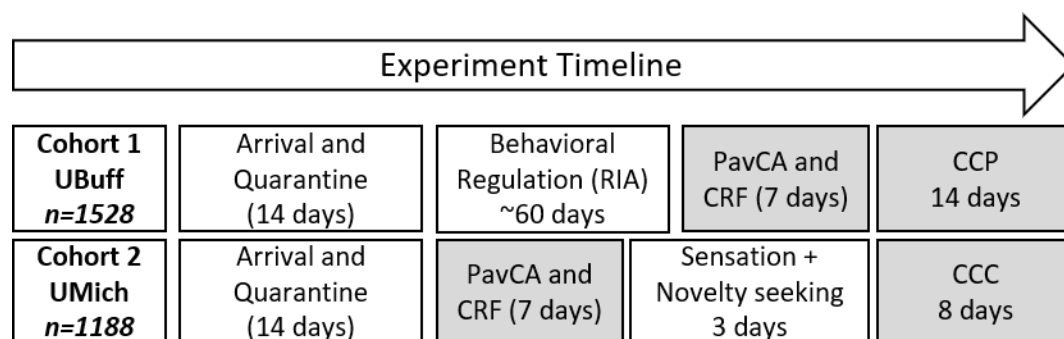 Experiment Timeline
Cohort 1
UBuff
n=1528
Arrival and
Quarantine
(14 days)
Behavioral
Regulation (RIA)
~60 days
PavCA and
CRF (7 days)
CCP
14 days
Cohort 2
UMich
n=1188
Arrival and
Quarantine
(14 days)
PavCA and
CRF (7 days)
Sensation +
Novelty seeking
3 days
CCC
8 days